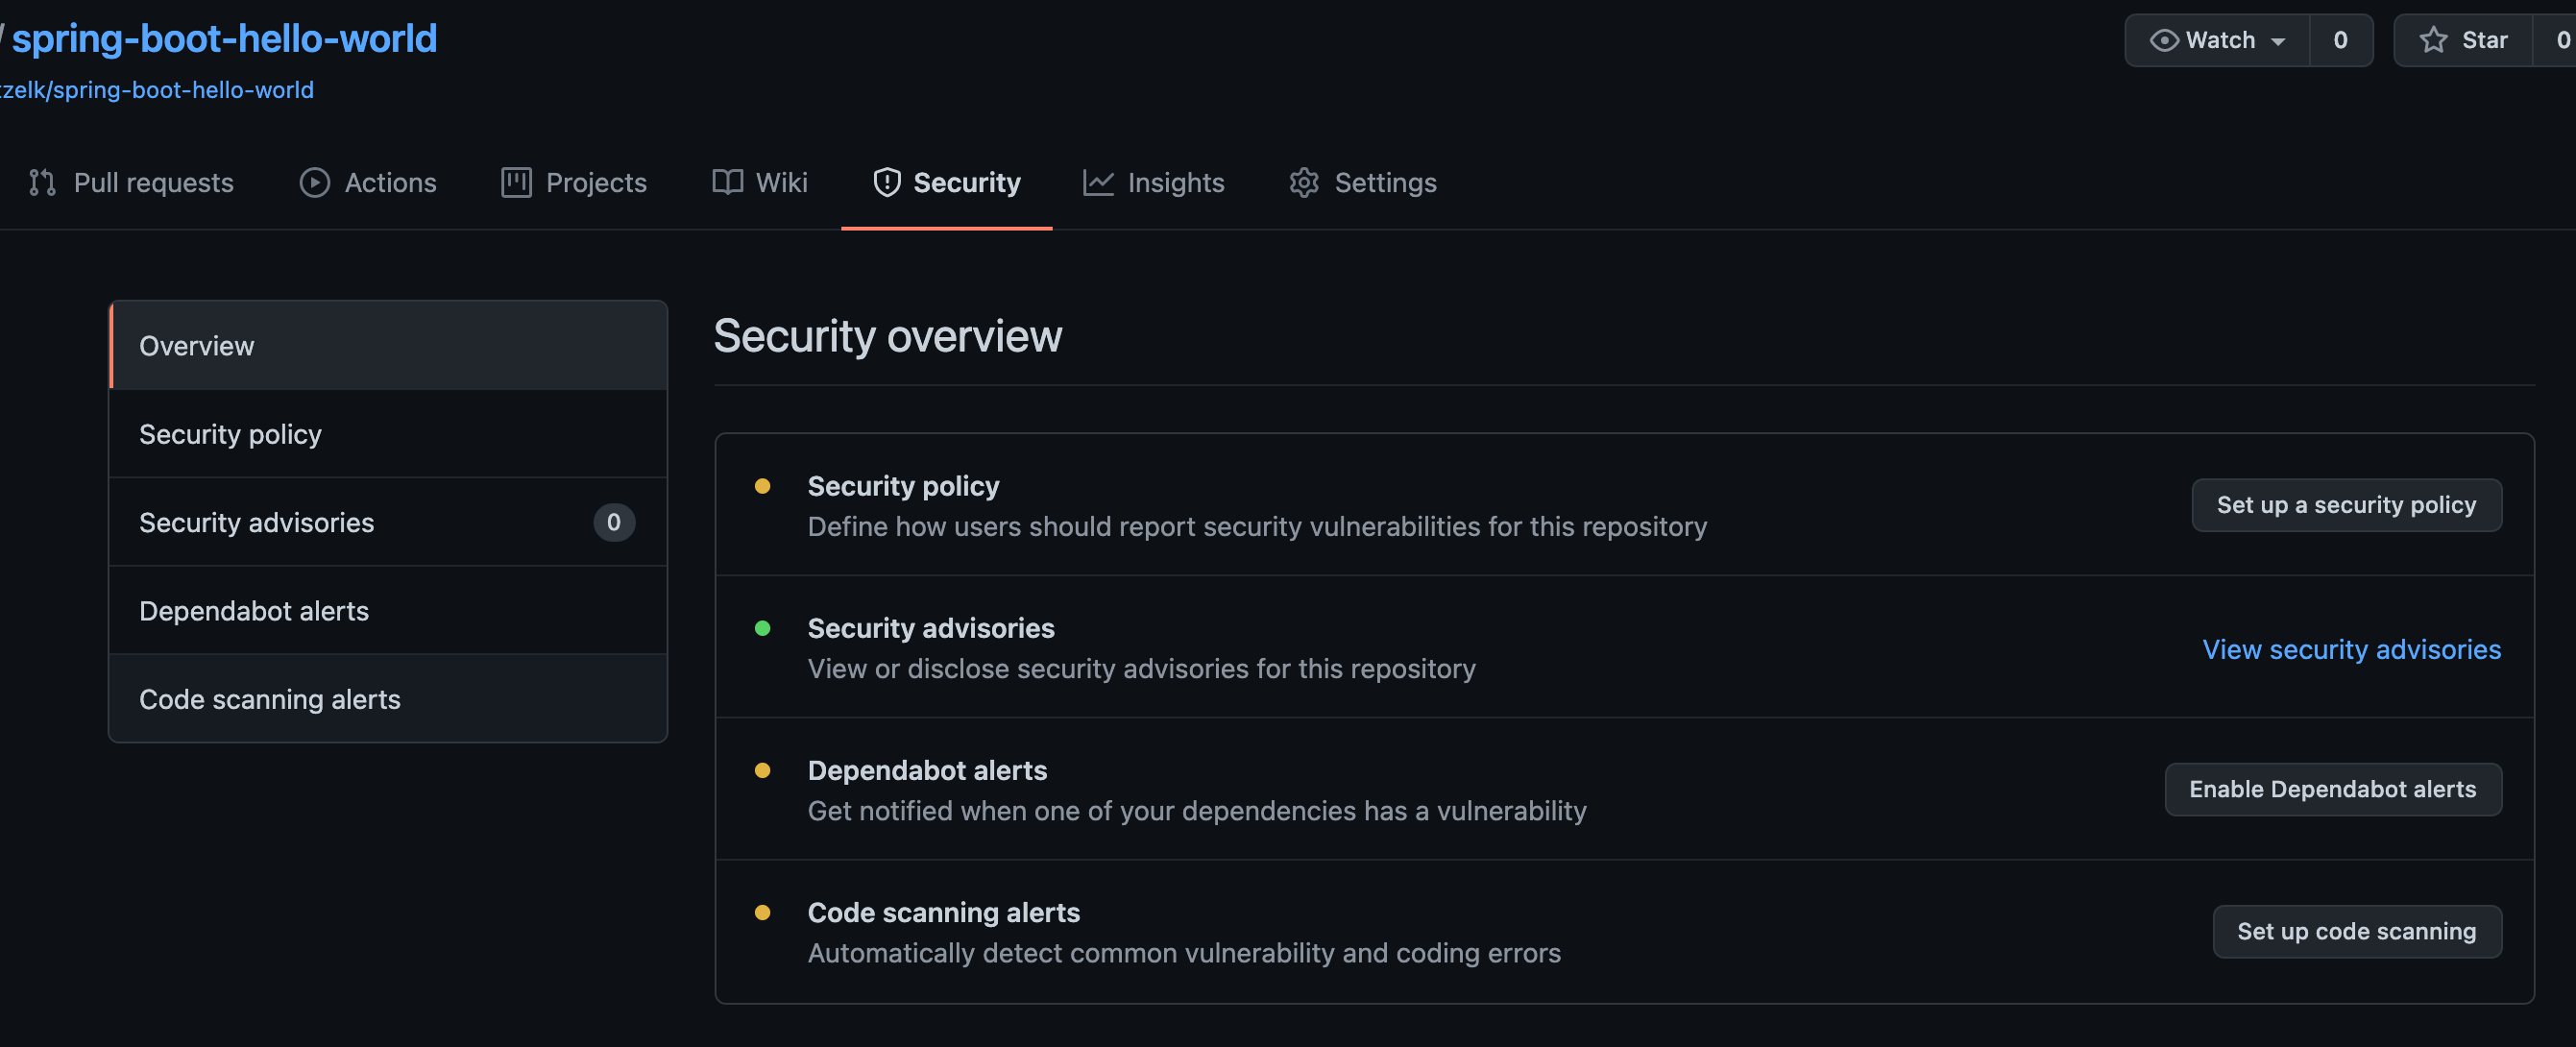 / spring-boot-hello-world
zelk/spring-boot-hello-world
Watch 0
Star 0
Pull requests
Actions
Projects
Wiki
Security
Insights
Settings
Overview
Security policy
Security advisories 0
Dependabot alerts
Code scanning alerts
Security overview
Security policy
Define how users should report security vulnerabilities for this repository
Set up a security policy
Security advisories
View or disclose security advisories for this repository
View security advisories
Dependabot alerts
Get notified when one of your dependencies has a vulnerability
Enable Dependabot alerts
Code scanning alerts
Automatically detect common vulnerability and coding errors
Set up code scanning